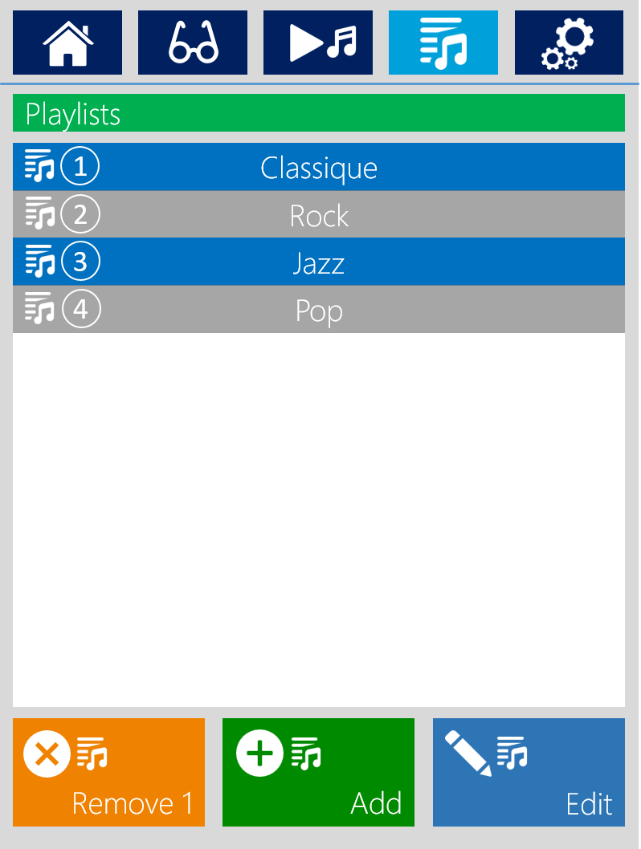 Playlists
1 Classique
2 Rock
3 Jazz
4 Pop
Remove 1
Add
Edit